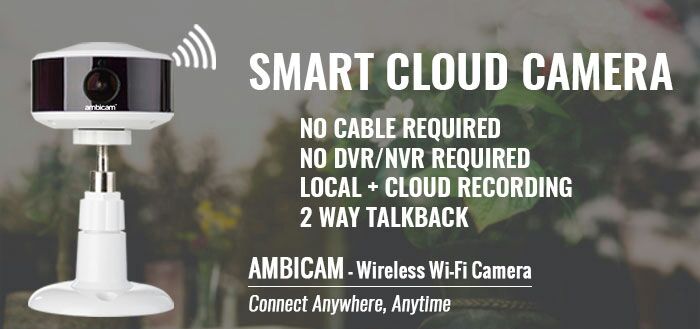 SMART CLOUD CAMERA
NO CABLE REQUIRED
NO DVR/NVR REQUIRED
LOCAL + CLOUD RECORDING
2 WAY TALKBACK
AMBICAM - Wireless Wi-Fi Camera
Connect Anywhere, Anytime
ambicam